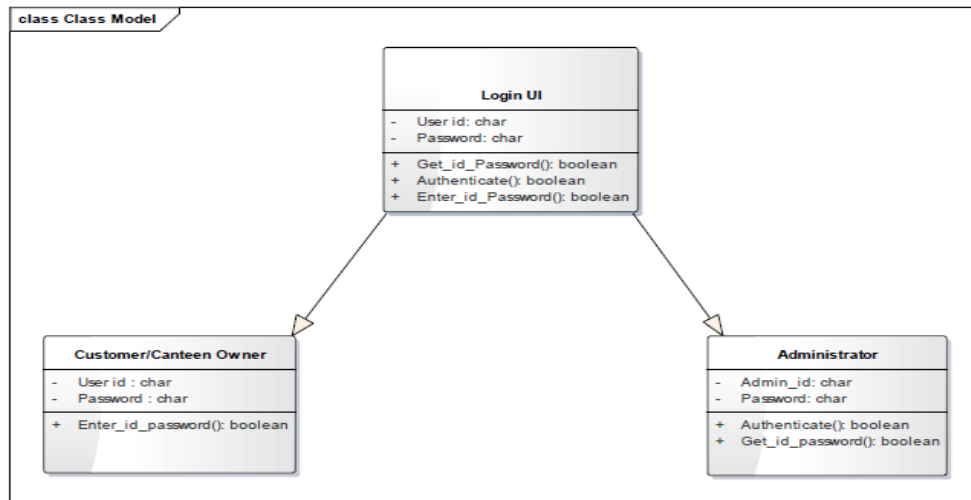 class Class Model
Login UI
- User id: char
- Password: char
+ Get_id_Password(): boolean
+ Authenticate(): boolean
+ Enter_id_Password(): boolean
Customer/Canteen Owner
- User id : char
- Password : char
+ Enter_id_password(): boolean
Administrator
- Admin_id: char
- Password: char
+ Authenticate(): boolean
+ Get_id_password(): boolean